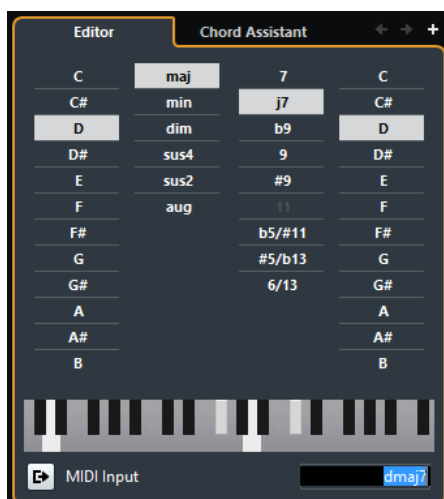 Editor Chord Assistant
C maj 7 C
C# min j7 C#
D dim b9 D
D# sus4 9 D#
E sus2 #9 E
F aug 11 F
F# b5/#11 F#
G #5/b13 G
G# 6/13 G#
A A
A# A#
B B
MIDI Input dmaj7